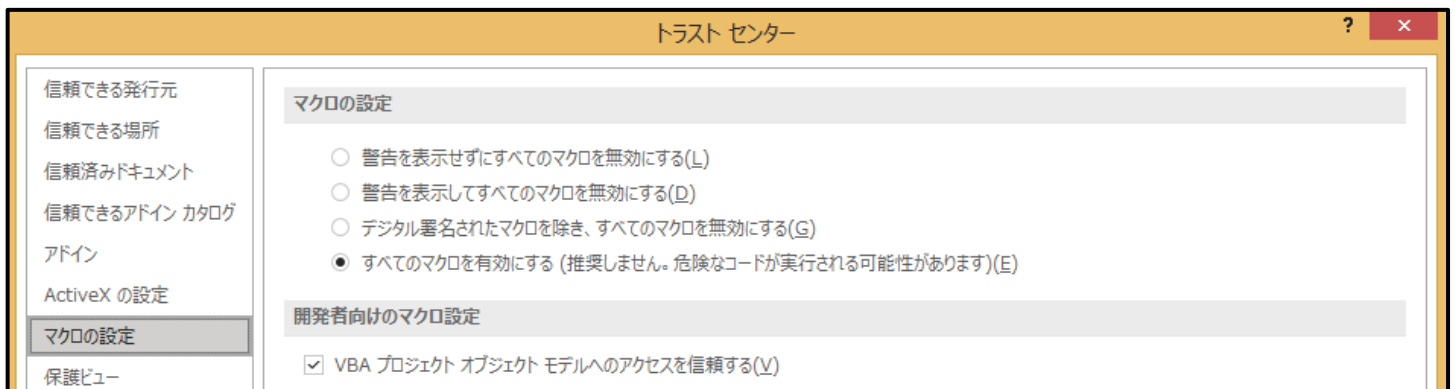 トラスト センター
? ×
信頼できる発行元
信頼できる場所
信頼済みドキュメント
信頼できるアドイン カタログ
アドイン
ActiveX の設定
マクロの設定
保護ビュー
マクロの設定
警告を表示せずにすべてのマクロを無効にする(L)
警告を表示してすべてのマクロを無効にする(D)
デジタル署名されたマクロを除き、すべてのマクロを無効にする(G)
すべてのマクロを有効にする (推奨しません。危険なコードが実行される可能性があります)(E)
開発者向けのマクロ設定
VBA プロジェクト オブジェクト モデルへのアクセスを信頼する(V)